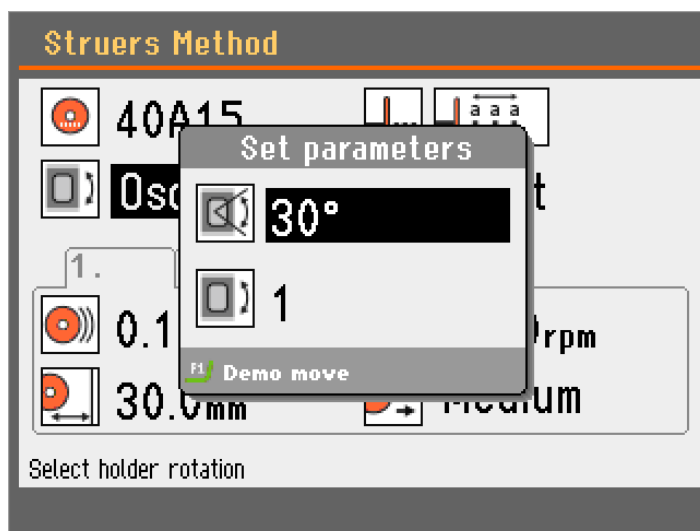 Struers Method
40A15
a a a
Set parameters
Osc
30°
t
1.
1
0.1
rpm
F1 Demo move
30.0mm
Medium
Select holder rotation